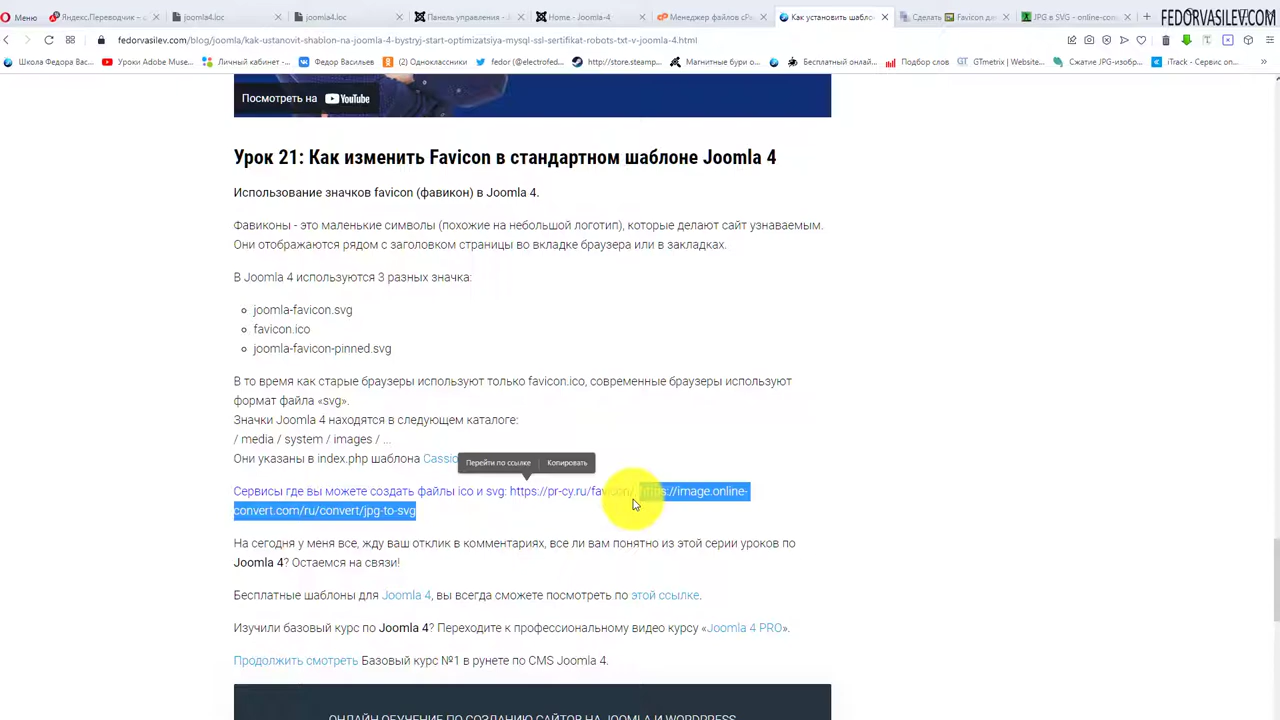 Меню
Яндекс.Переводчик –
joomla4.loc
joomla4.loc
Панель управления -
Home - Joomla-4
Менеджер файлов cP
Как установить шабло
Сделать
Favicon дл
JPG в SVG - online-con
FEDORVASILEV.COM
fedorvasilev.com/blog/joomla/kak-ustanovit-shablon-na-joomla-4-bystryj-start-optimizatsiya-mysql-ssl-sertifikat-robots-txt-v-joomla-4.html
Школа Федора Вас...
Уроки Adobe Muse...
Личный кабинет -...
Федор Васильев
(2) Одноклассники
fedor (@electrofed...
http://store.steamp...
Магнитные бури о...
Бесплатный онлай...
Подбор слов
GTmetrix | Website...
Сжатие JPG-изобр...
iTrack - Сервис оп...
Посмотреть на YouTube
Урок 21: Как изменить Favicon в стандартном шаблоне Joomla 4
Использование значков favicon (фавикон) в Joomla 4.
Фавиконы - это маленькие символы (похожие на небольшой логотип), которые делают сайт узнаваемым.
Они отображаются рядом с заголовком страницы во вкладке браузера или в закладках.
В Joomla 4 используются 3 разных значка:
joomla-favicon.svg
favicon.ico
joomla-favicon-pinned.svg
В то время как старые браузеры используют только favicon.ico, современные браузеры используют
формат файла «svg».
Значки Joomla 4 находятся в следующем каталоге:
/ media / system / images / ...
Они указаны в index.php шаблона Cassio
Перейти по ссылке
Копировать
Сервисы где вы можете создать файлы ico и svg: https://pr-cy.ru/favicon/ https://image.online-
convert.com/ru/convert/jpg-to-svg
На сегодня у меня все, жду ваш отклик в комментариях, все ли вам понятно из этой серии уроков по
Joomla 4? Остаемся на связи!
Бесплатные шаблоны для Joomla 4, вы всегда сможете посмотреть по этой ссылке.
Изучили базовый курс по Joomla 4? Переходите к профессиональному видео курсу «Joomla 4 PRO».
Продолжить смотреть Базовый курс №1 в рунете по CMS Joomla 4.
ОНЛАЙН ОБУЧЕНИЕ ПО СОЗДАНИЮ САЙТОВ НА JOOMLA И WORDPRESS